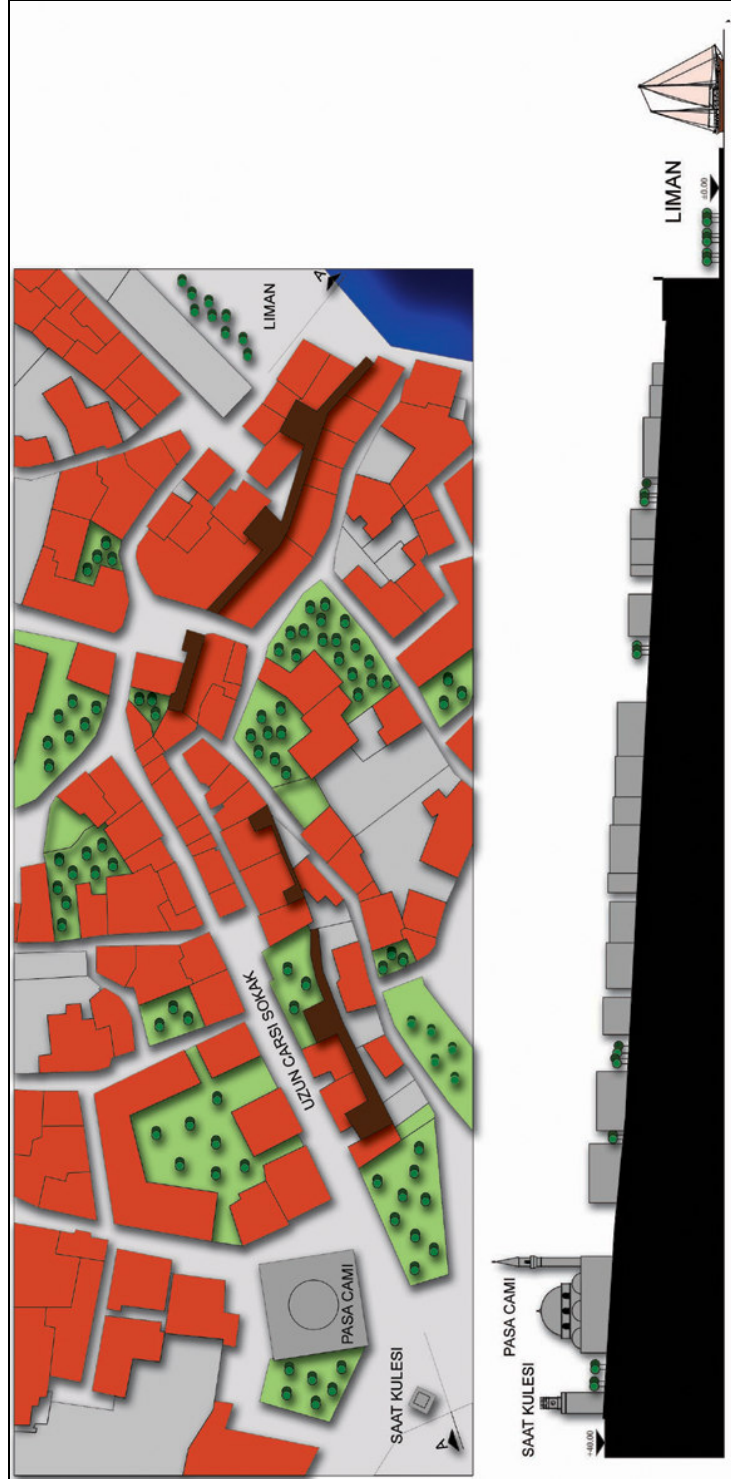 SAAT KULESI
PASA CAMI
UZUN CARSI SOKAK
LIMAN
A
A
SAAT KULESI
PASA CAMI
LIMAN
+40.00
±0.00